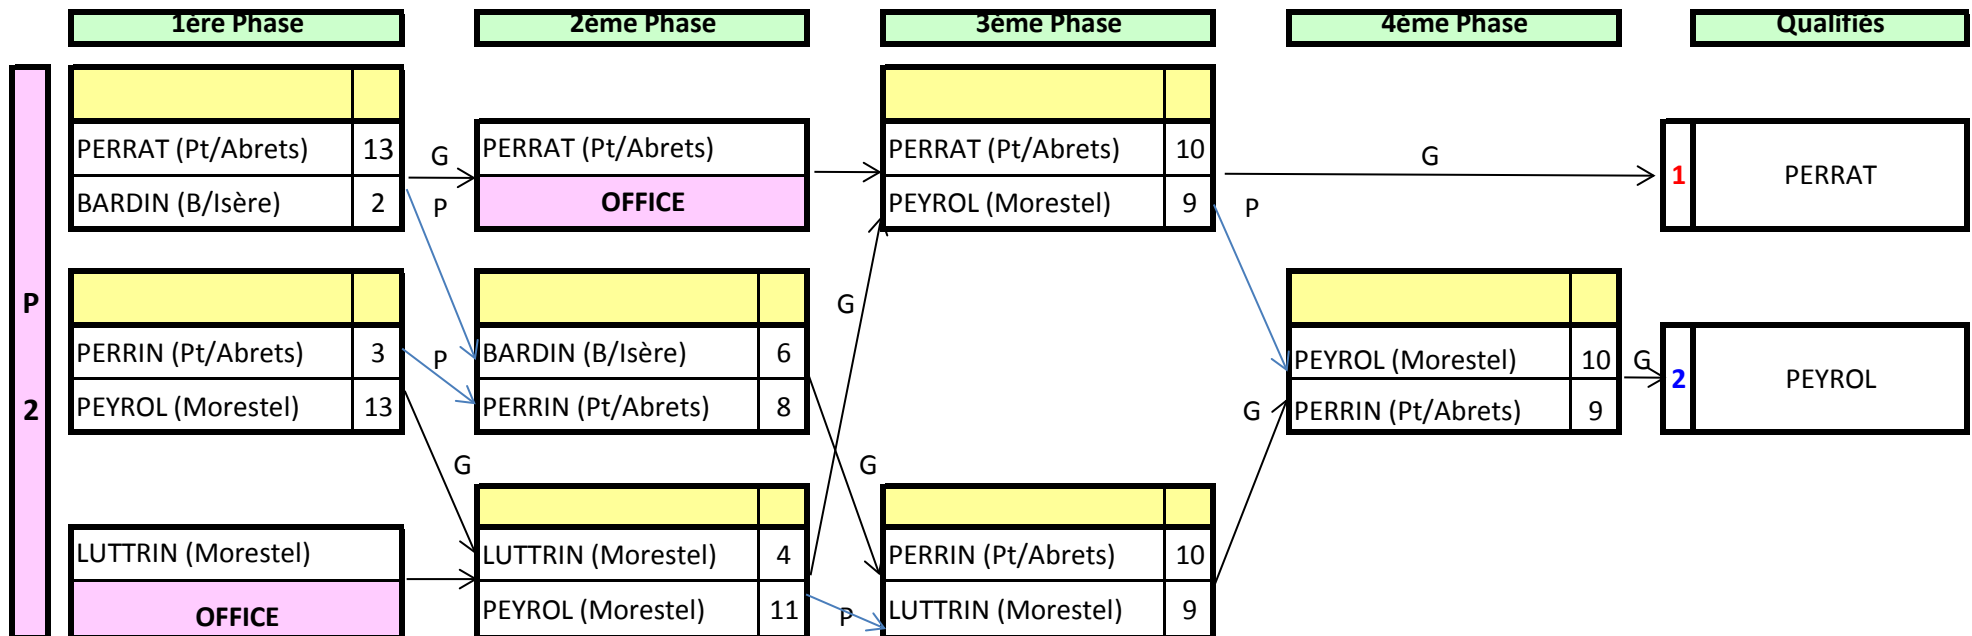 1ère Phase 2ème Phase 3ème Phase 4ème Phase Qualifiés
PERRAT (Pt/Abrets) 13 G PERRAT (Pt/Abrets) PERRAT (Pt/Abrets) 10 G 1 PERRAT
BARDIN (B/Isère) 2 P OFFICE PEYROL (Morestel) 9 P
P G
PERRIN (Pt/Abrets) 3 P BARDIN (B/Isère) 6 PEYROL (Morestel) 10 G 2 PEYROL
2 PEYROL (Morestel) 13 PERRIN (Pt/Abrets) 8 G PERRIN (Pt/Abrets) 9
G G
LUTTRIN (Morestel) LUTTRIN (Morestel) 4 PERRIN (Pt/Abrets) 10
OFFICE PEYROL (Morestel) 11 P LUTTRIN (Morestel) 9